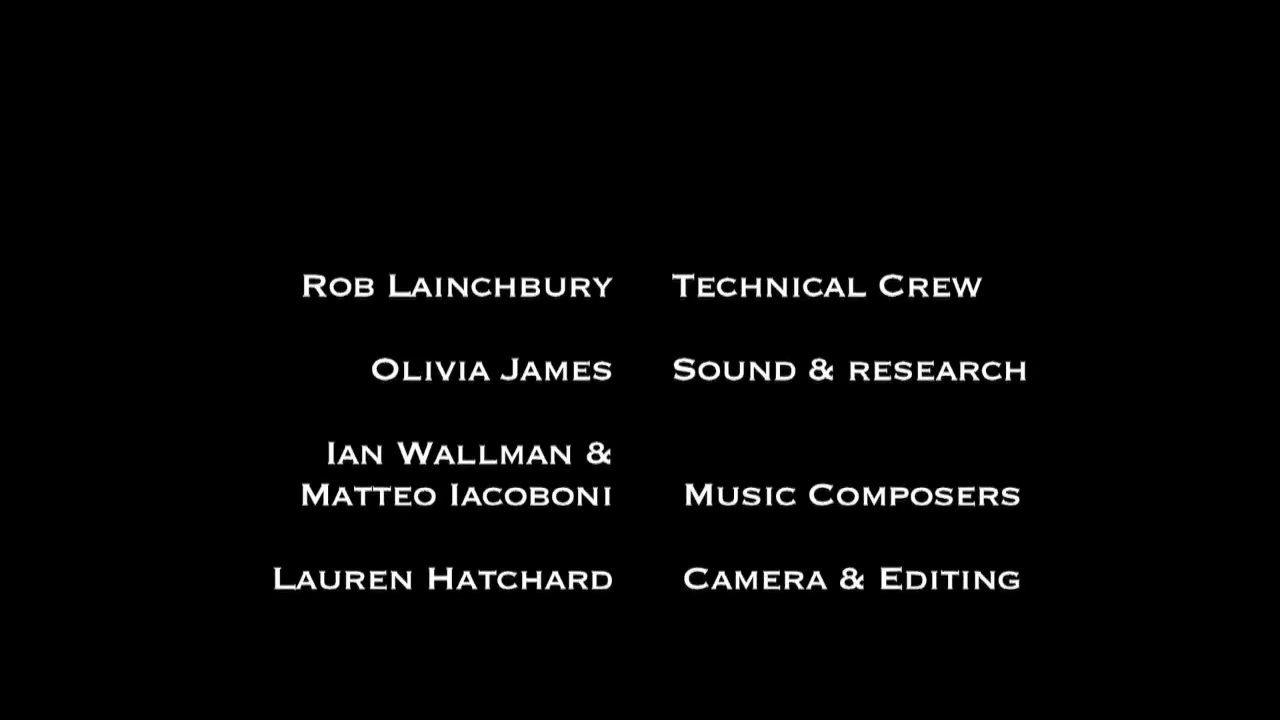 Rob Lainchbury Technical Crew
Olivia James Sound & research
Ian Wallman &
Matteo Iacoboni Music Composers
Lauren Hatchard Camera & Editing